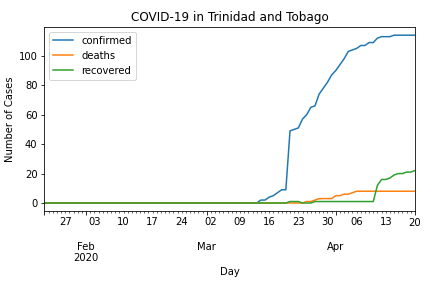 COVID-19 in Trinidad and Tobago
confirmed
deaths
recovered
Number of Cases
100
80
60
40
20
0
27 03 10 17 24 02 09 16 23 30 06 13 20
Feb Mar Apr
2020
Day